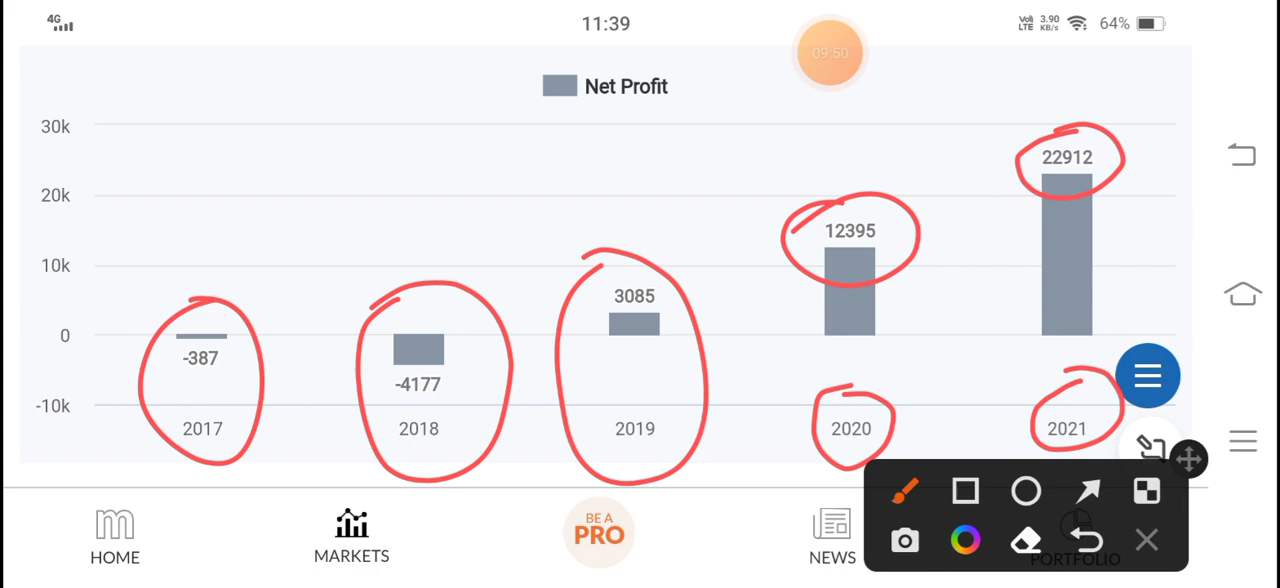 4G
11:39
Vo) LTE
3.90 KB/s
64%
09:50
Net Profit
30k
20k
10k
0
-10k
-387
-4177
3085
12395
22912
2017
2018
2019
2020
2021
m
HOME
MARKETS
BE A
PRO
NEWS
PORTFOLIO